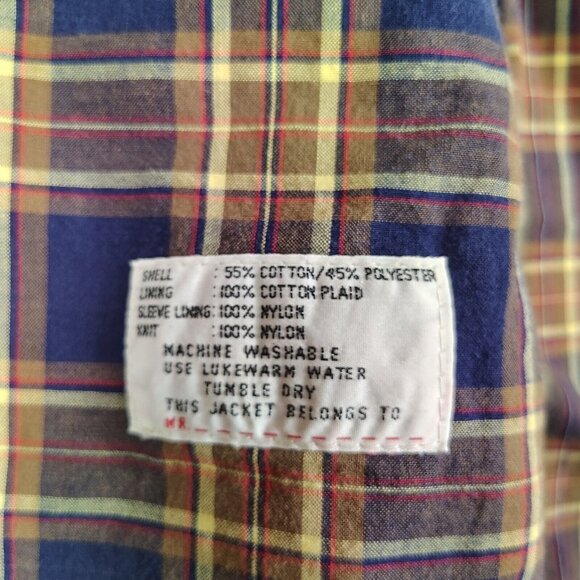 SHELL : 55% COTTON/45% POLYESTER
LINING : 100% COTTON PLAID
SLEEVE LINING: 100% NYLON
KNIT : 100% NYLON
MACHINE WASHABLE
USE LUKEWARM WATER
TUMBLE DRY
THIS JACKET BELONGS TO
MR_ _ _ _ _ _ _ _ _ _